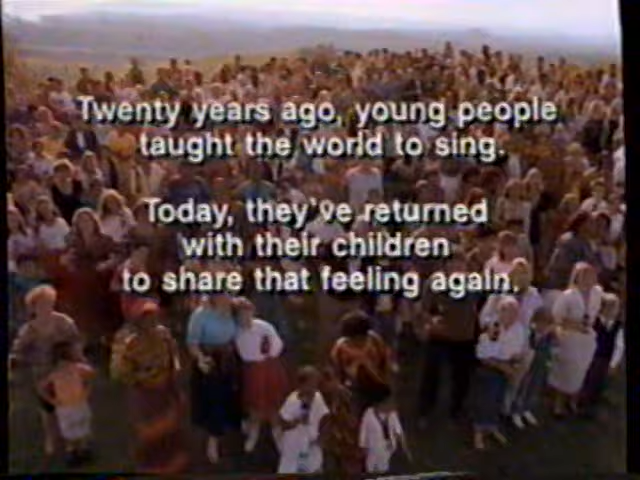 Twenty years ago, young people
taught the world to sing.
Today, they've returned
with their children
to share that feeling again.